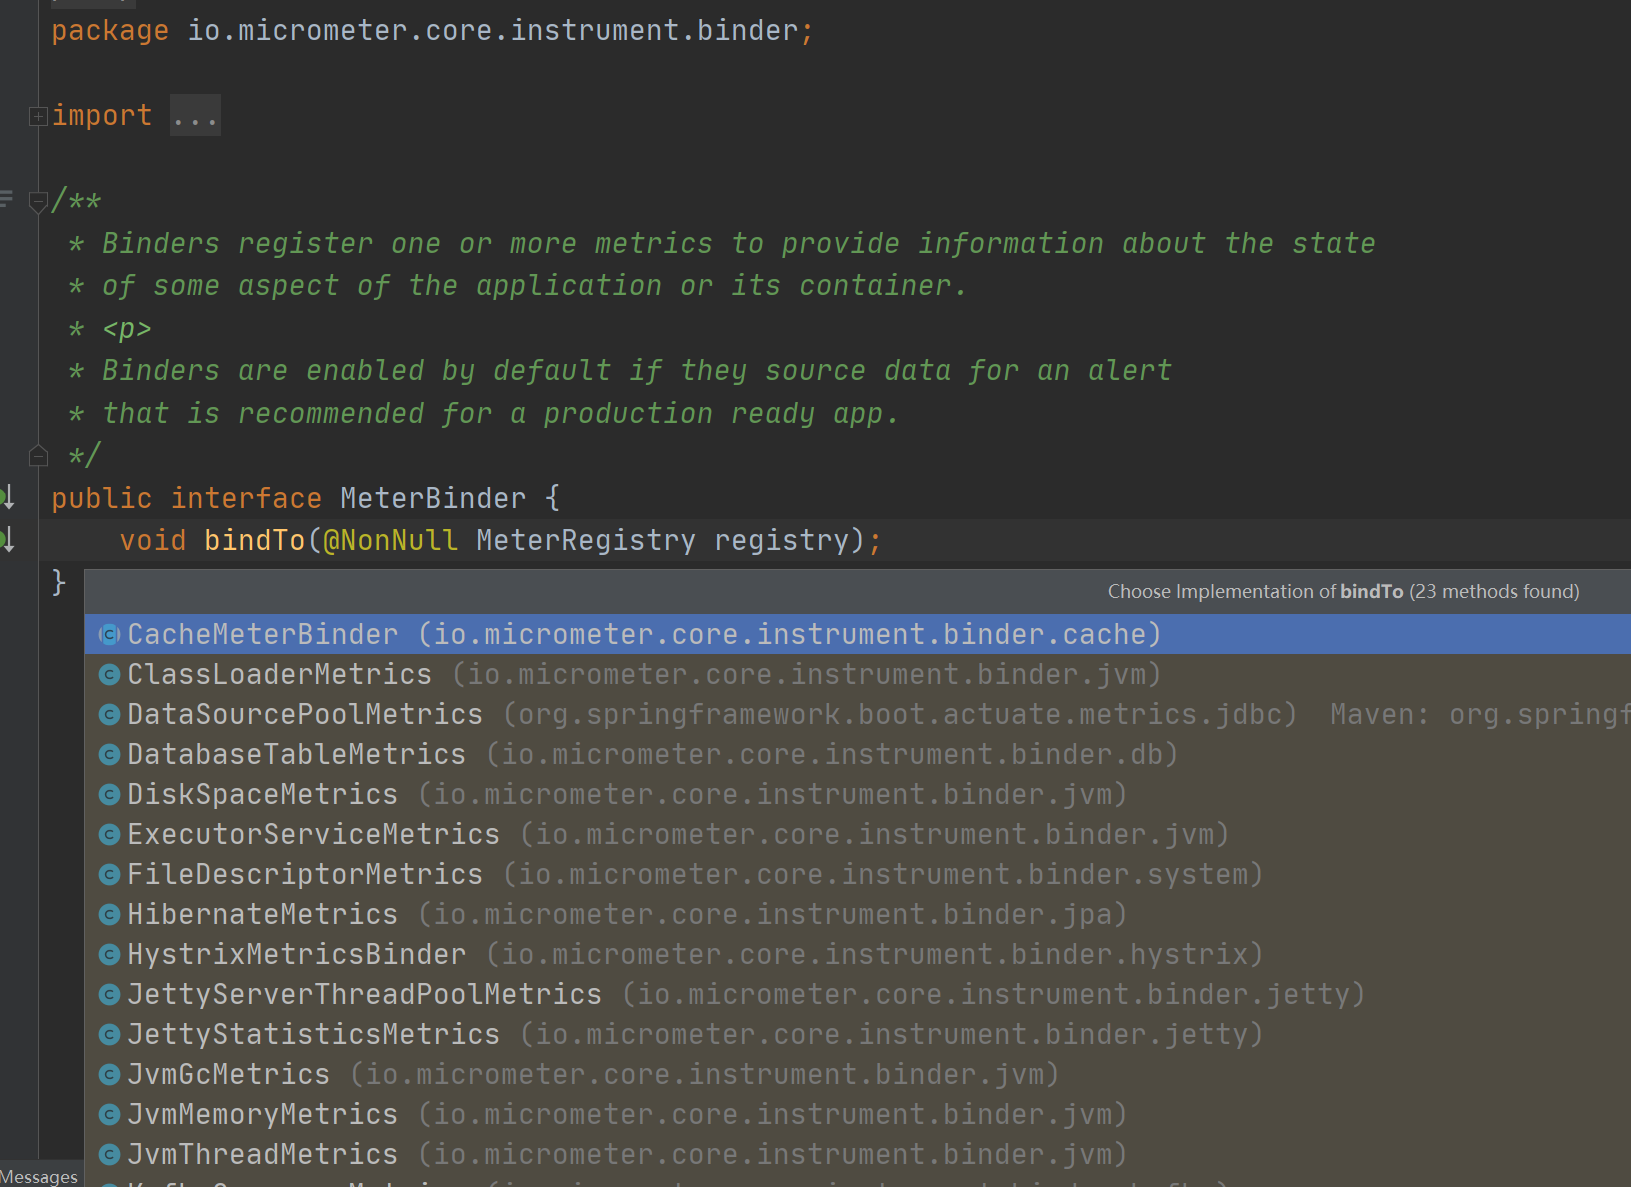 package io.micrometer.core.instrument.binder;
import ...
/**
* Binders register one or more metrics to provide information about the state
* of some aspect of the application or its container.
* <p>
* Binders are enabled by default if they source data for an alert
* that is recommended for a production ready app.
*/
public interface MeterBinder {
void bindTo(@NonNull MeterRegistry registry);
}
Choose Implementation of bindTo (23 methods found)
CacheMeterBinder (io.micrometer.core.instrument.binder.cache)
ClassLoaderMetrics (io.micrometer.core.instrument.binder.jvm)
DataSourcePoolMetrics (org.springframework.boot.actuate.metrics.jdbc) Maven: org.springf
DatabaseTableMetrics (io.micrometer.core.instrument.binder.db)
DiskSpaceMetrics (io.micrometer.core.instrument.binder.jvm)
ExecutorServiceMetrics (io.micrometer.core.instrument.binder.jvm)
FileDescriptorMetrics (io.micrometer.core.instrument.binder.system)
HibernateMetrics (io.micrometer.core.instrument.binder.jpa)
HystrixMetricsBinder (io.micrometer.core.instrument.binder.hystrix)
JettyServerThreadPoolMetrics (io.micrometer.core.instrument.binder.jetty)
JettyStatisticsMetrics (io.micrometer.core.instrument.binder.jetty)
JvmGcMetrics (io.micrometer.core.instrument.binder.jvm)
JvmMemoryMetrics (io.micrometer.core.instrument.binder.jvm)
JvmThreadMetrics (io.micrometer.core.instrument.binder.jvm)
Messages